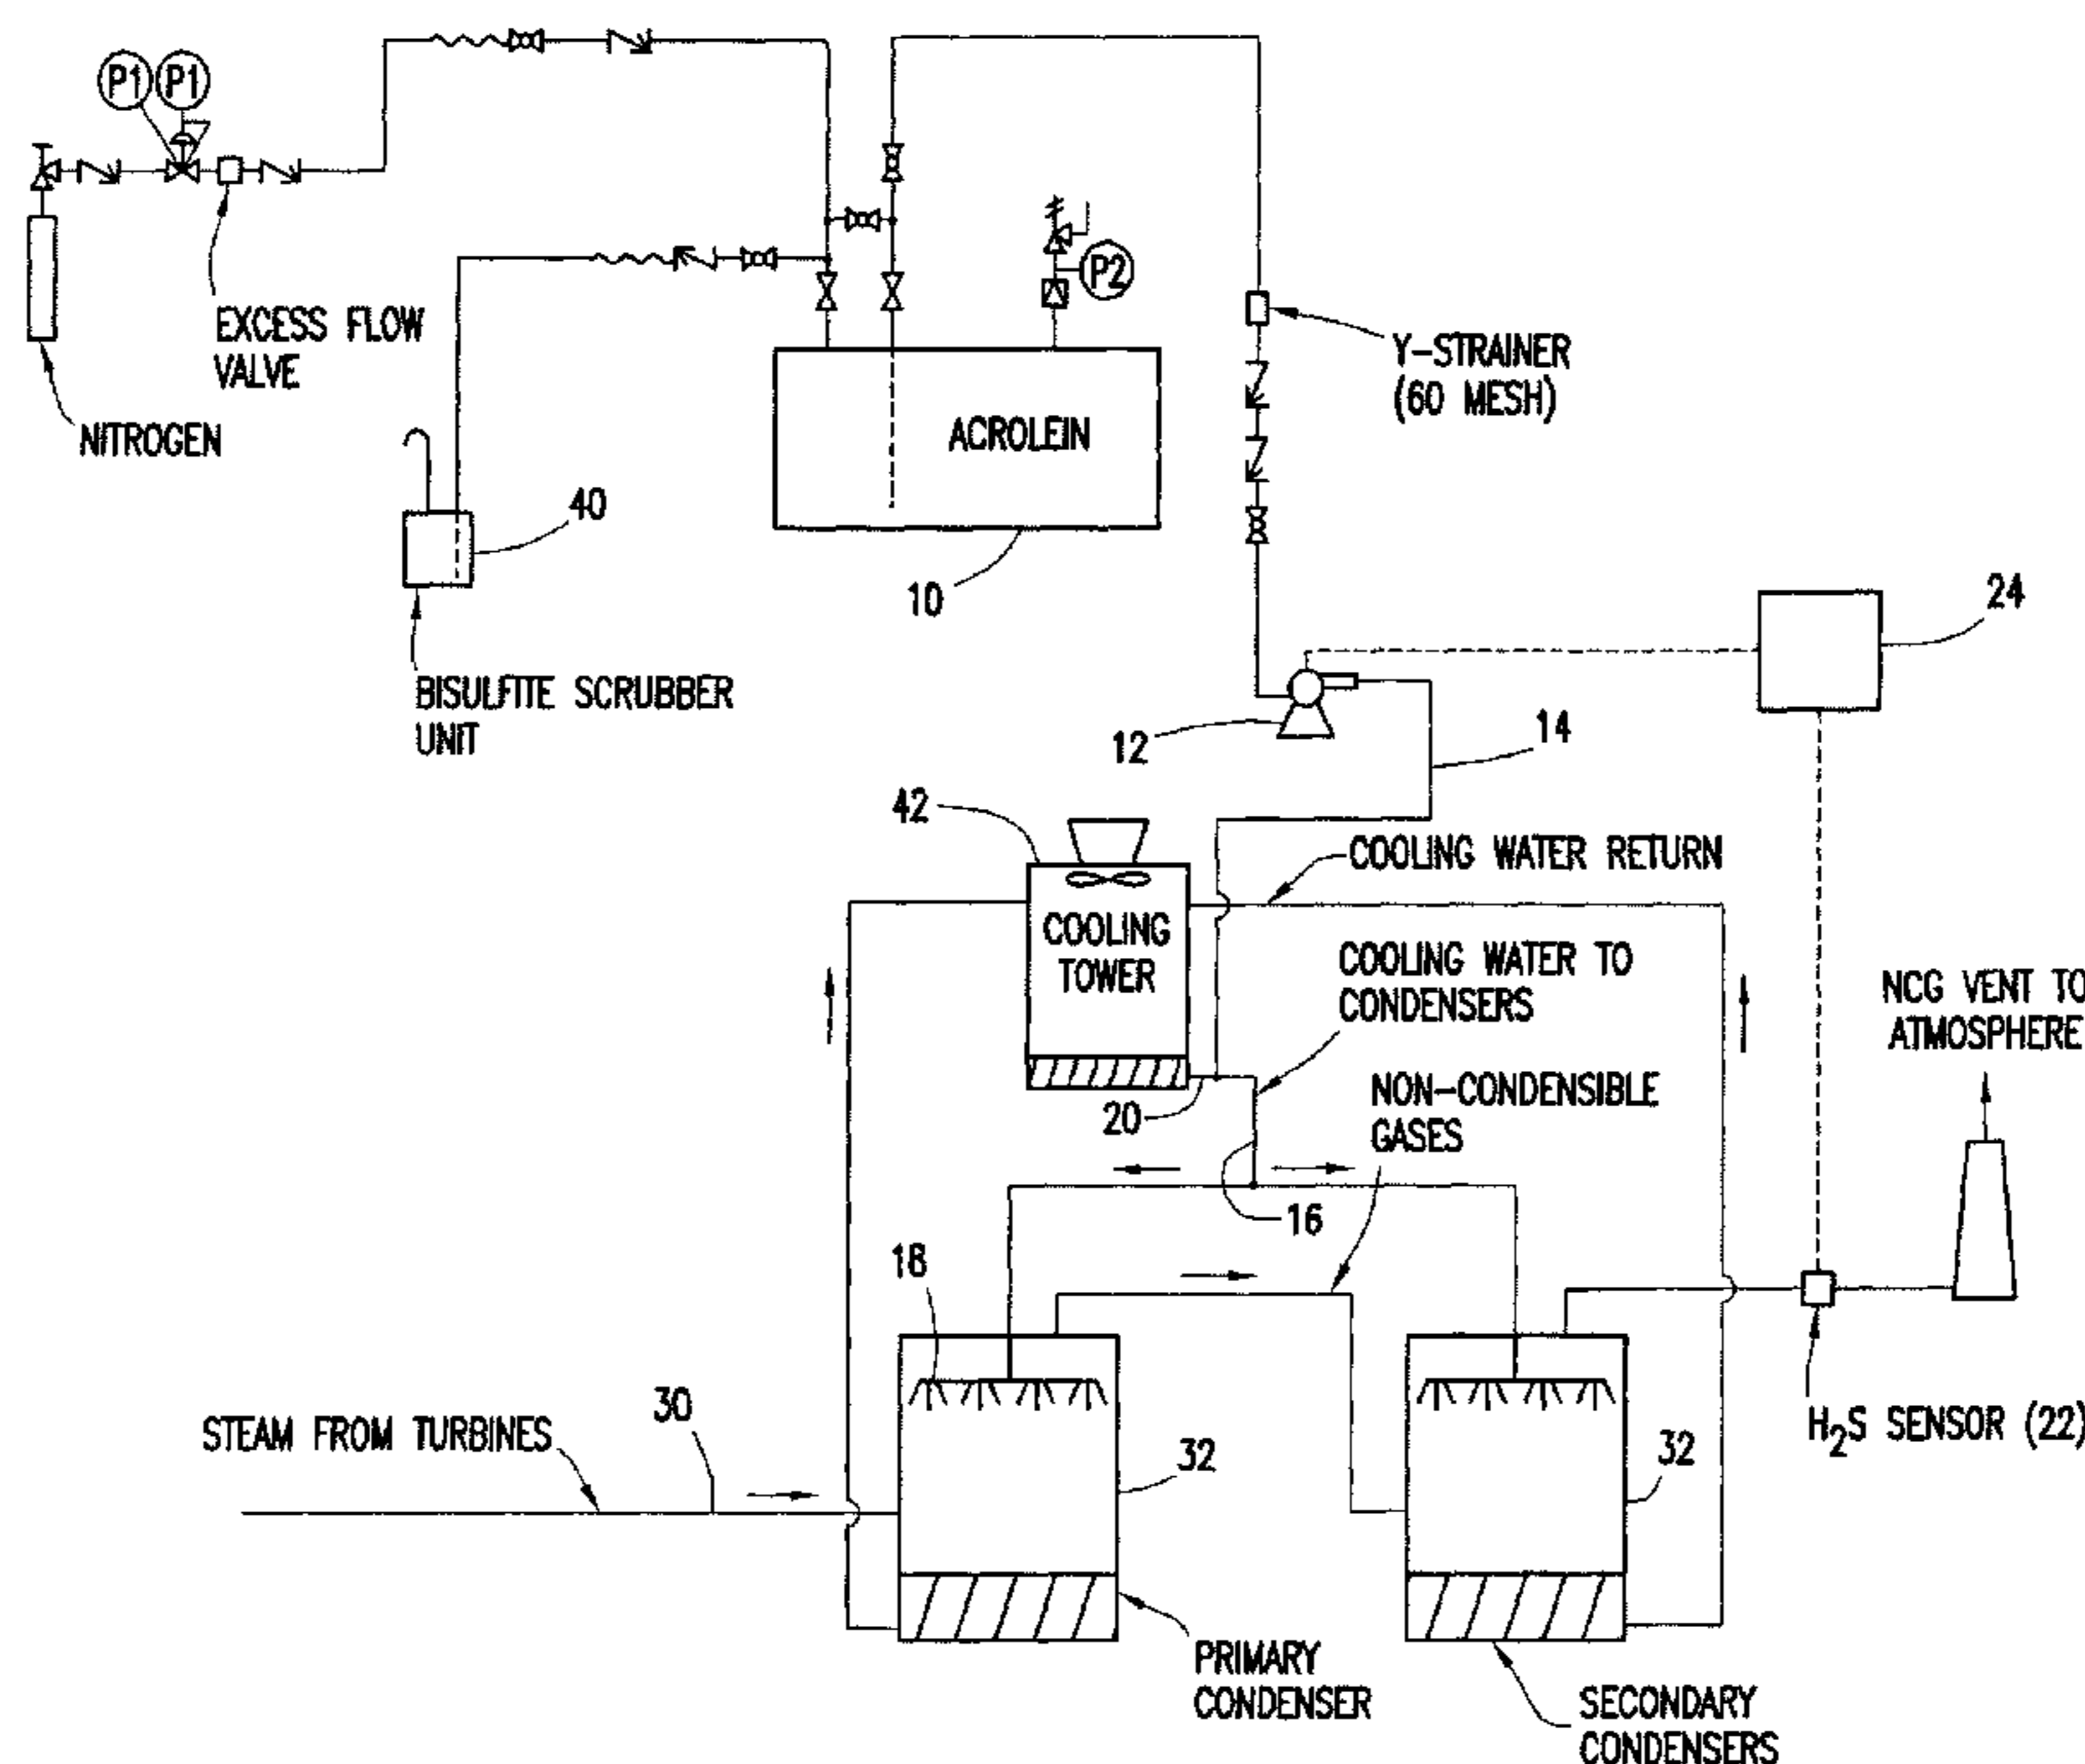 P1 P1
EXCESS FLOW
VALVE
NITROGEN
P2
Y-STRAINER
(60 MESH)
ACROLEIN
40
10
BISULFITE SCRUBBER
UNIT
24
12
14
42
COOLING WATER RETURN
COOLING
TOWER
COOLING WATER TO
CONDENSERS
NCG VENT TO
ATMOSPHERE
20
NON-CONDENSIBLE
GASES
16
18
STEAM FROM TURBINES
30
32
32
H2S SENSOR (22)
PRIMARY
CONDENSER
SECONDARY
CONDENSERS